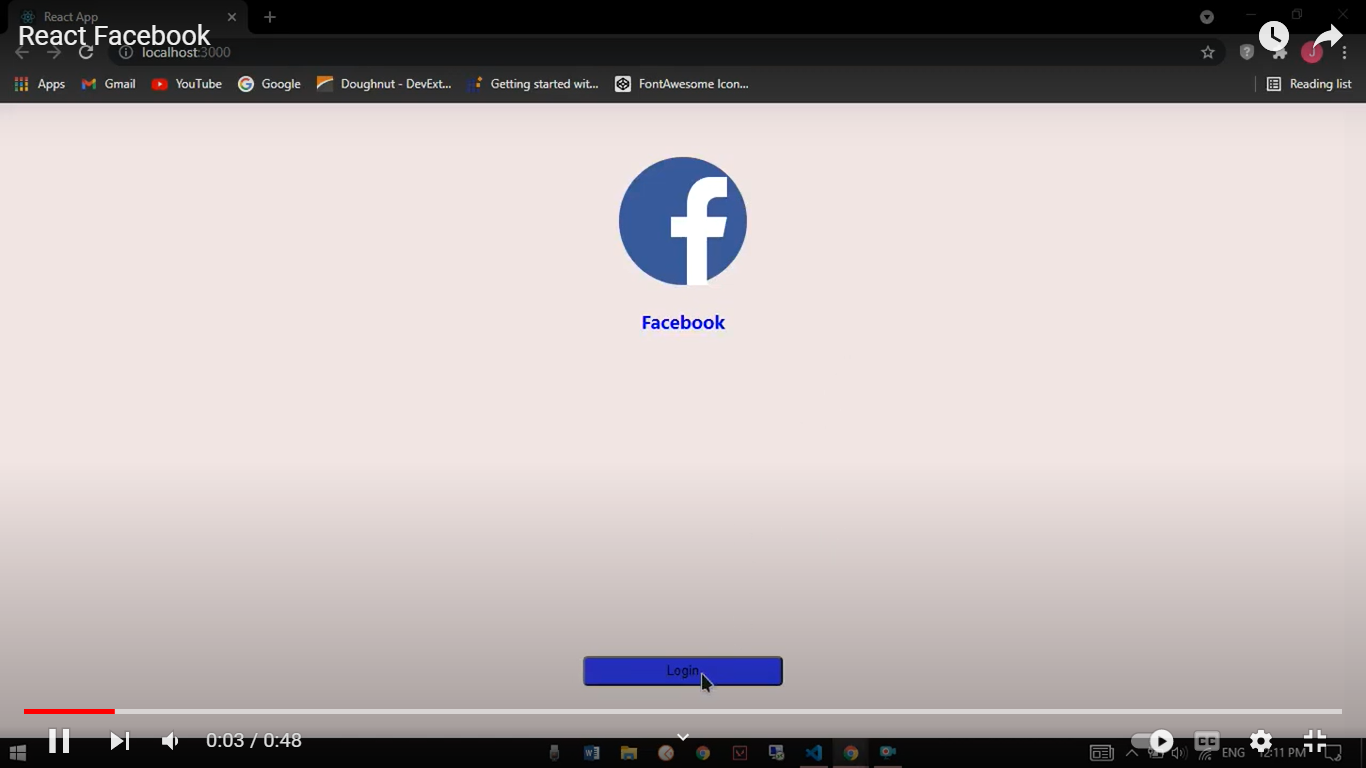 React App
React Facebook
localhost:3000
Apps
Gmail
YouTube
Google
Doughnut - DevExt...
Getting started wit...
FontAwesome Icon...
Reading list
Facebook
Login
0:03 / 0:48
CC
ENG
12:11 PM